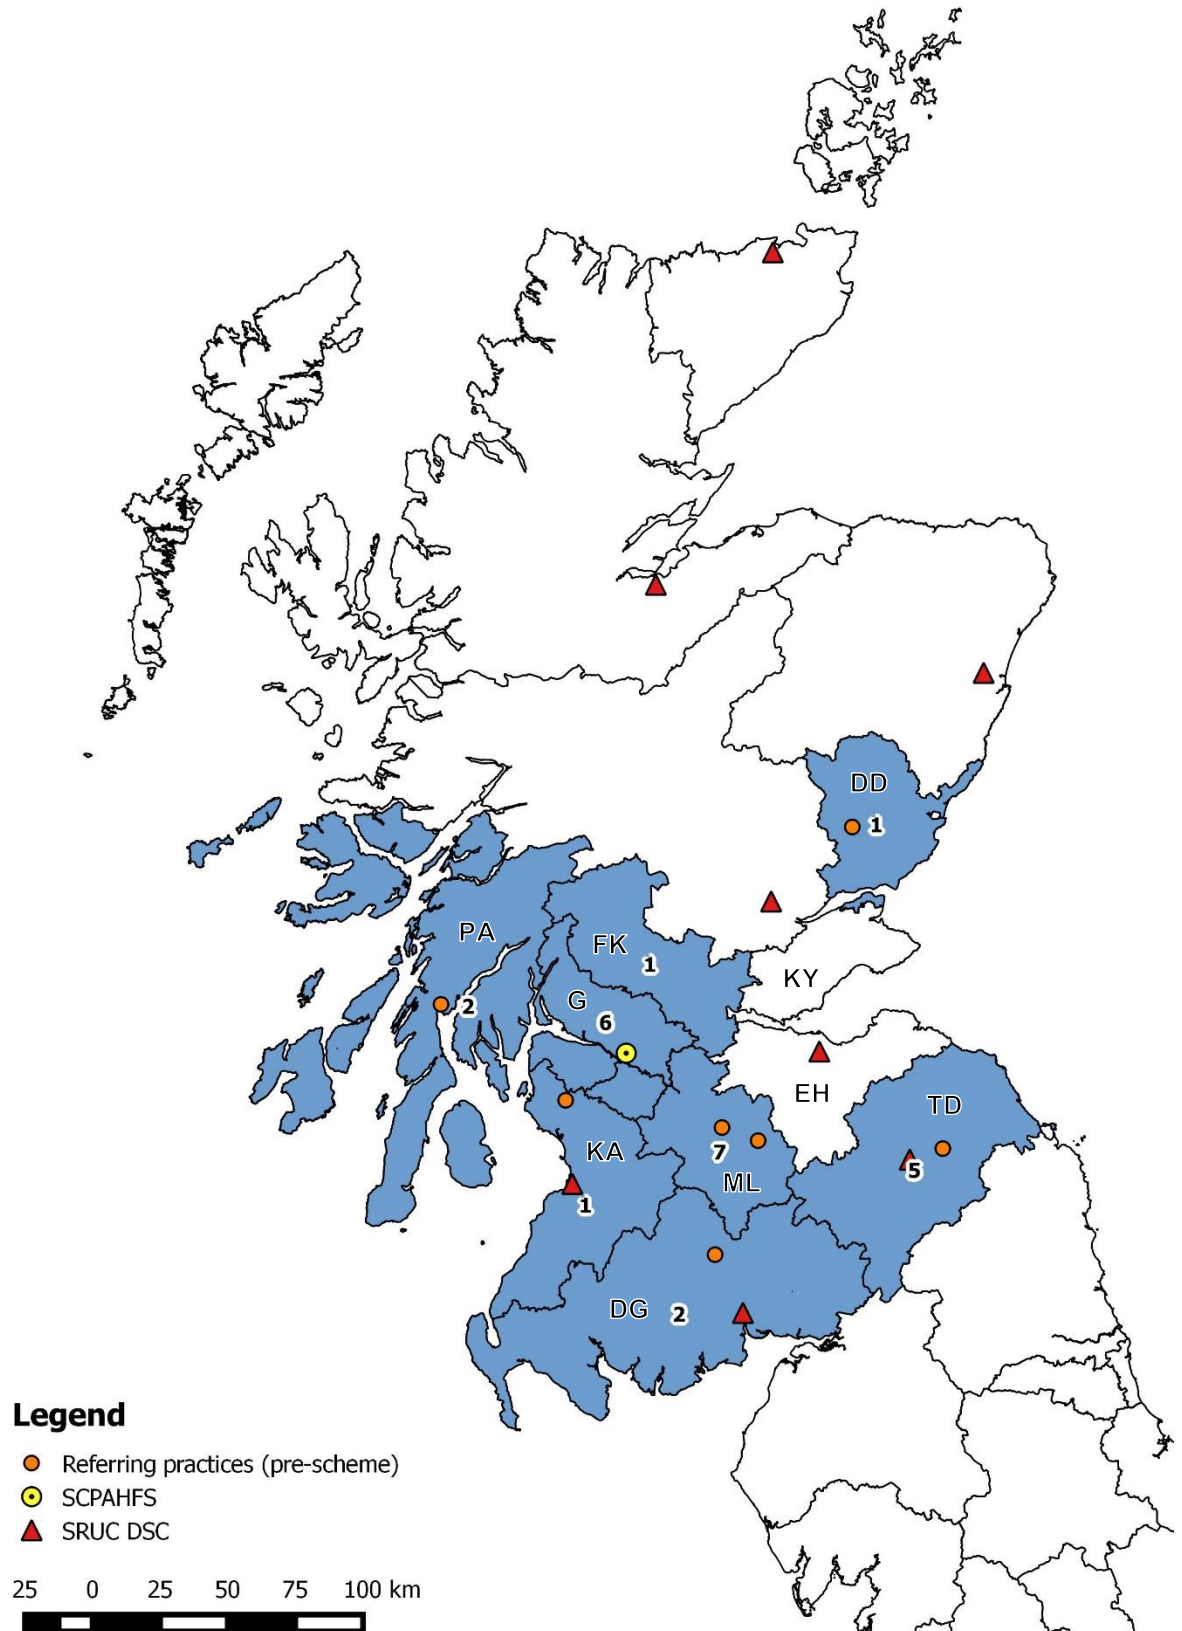 DD
1
PA
FK
1
KY
2
G
6
EH
TD
KA
7
5
ML
1
DG
2
Legend
Referring practices (pre-scheme)
SCPAHFS
SRUC DSC
25 0 25 50 75 100 km